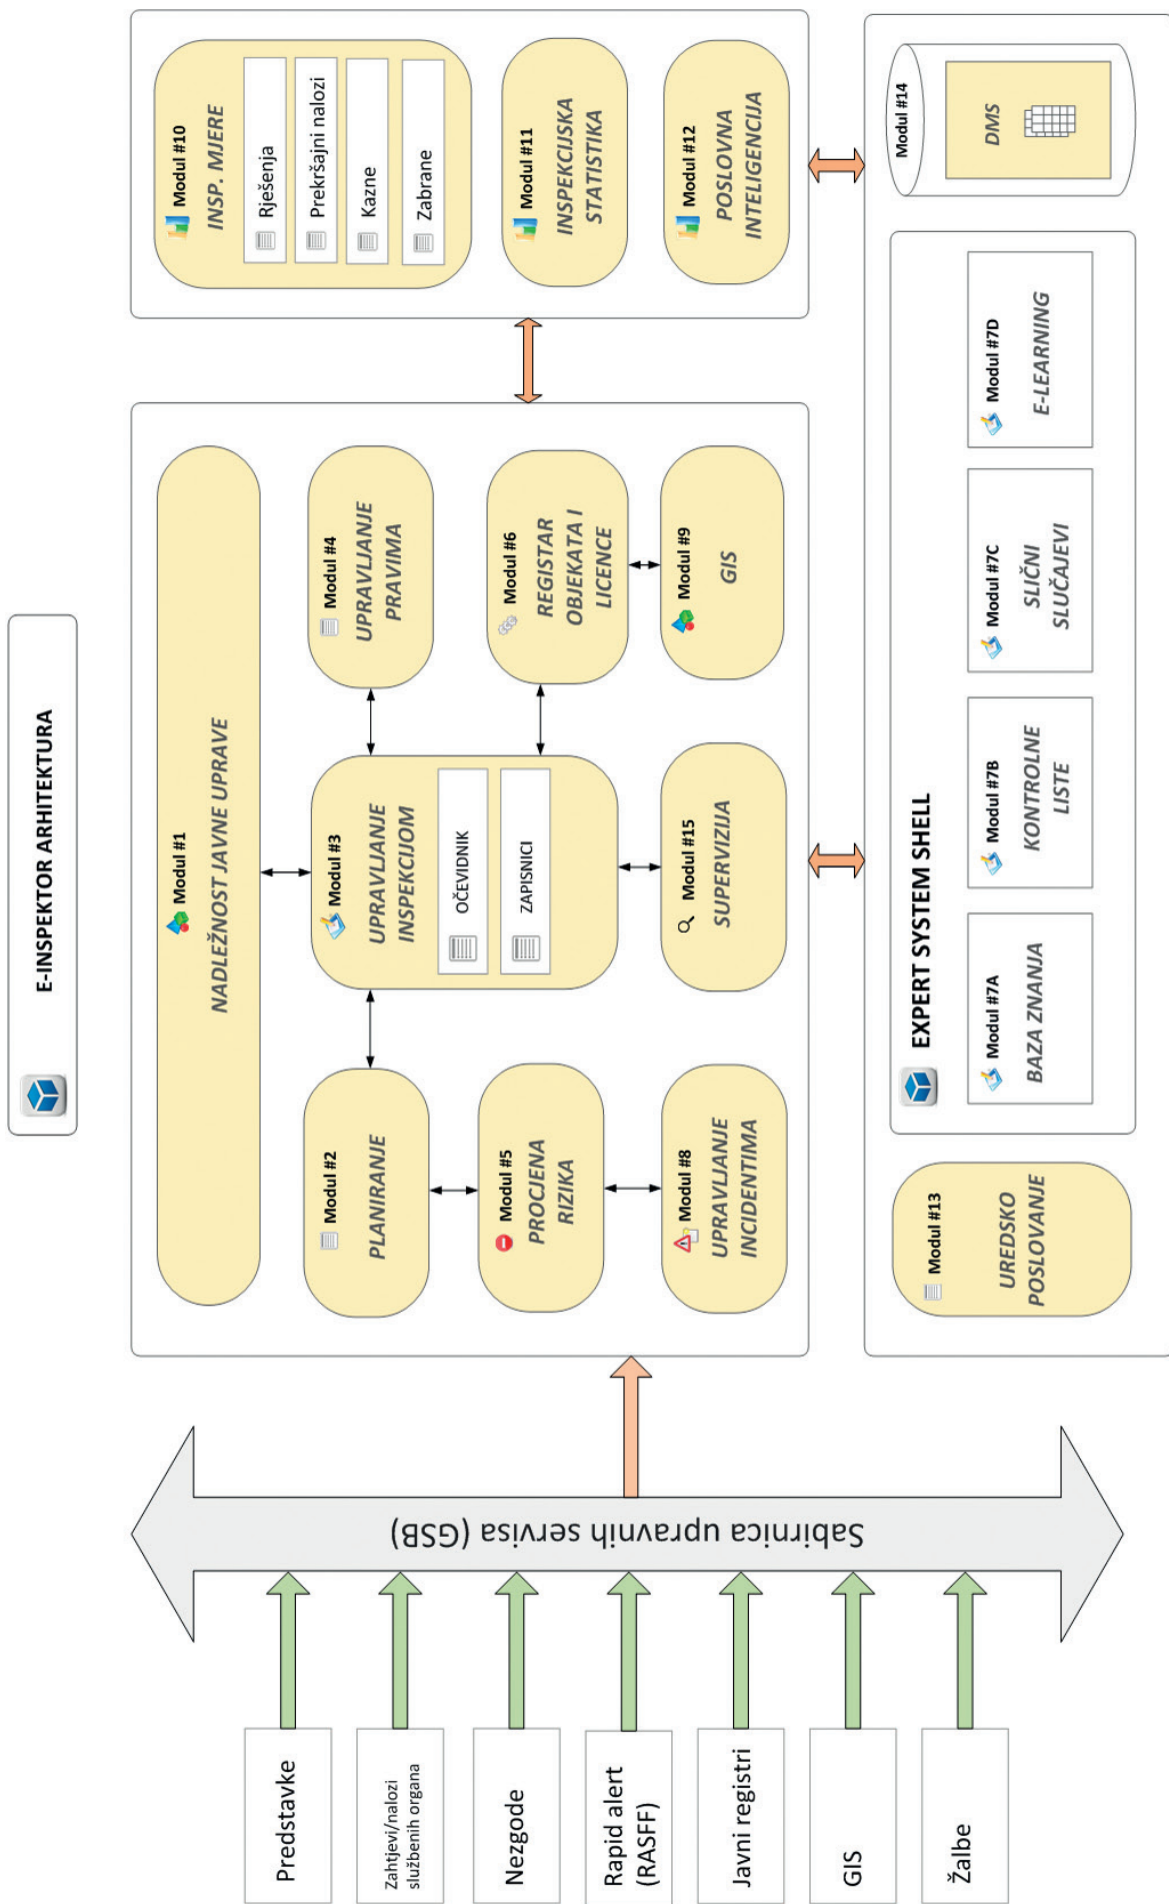 E-INSPEKTOR ARHITEKTURA
Predstavke
Zahtjevi/nalozi
službenih organa
Nezgode
Rapid alert
(RASFF)
Javni registri
GIS
Žalbe
Sabirnica upravnih servisa (GSB)
Modul #1
NADLEŽNOST JAVNE UPRAVE
Modul #2
PLANIRANJE
Modul #3
UPRAVLJANJE
INSPEKCIJOM
OČEVIDNIK
ZAPISNICI
Modul #4
UPRAVLJANJE
PRAVIMA
Modul #5
PROCJENA
RIZIKA
Modul #6
REGISTAR
OBJEKATA I
LICENCE
Modul #8
UPRAVLJANJE
INCIDENTIMA
Modul #15
SUPERVIZIJA
Modul #9
GIS
Modul #10
INSP. MJERE
Rješenja
Prekršajni nalozi
Kazne
Zabrane
Modul #11
INSPEKCIJSKA
STATISTIKA
Modul #12
POSLOVNA
INTELIGENCIJA
Modul #13
UREDSKO
POSLOVANJE
EXPERT SYSTEM SHELL
Modul #7A
BAZA ZNANJA
Modul #7B
KONTROLNE
LISTE
Modul #7C
SLIČNI
SLUČAJEVI
Modul #7D
E-LEARNING
Modul #14
DMS